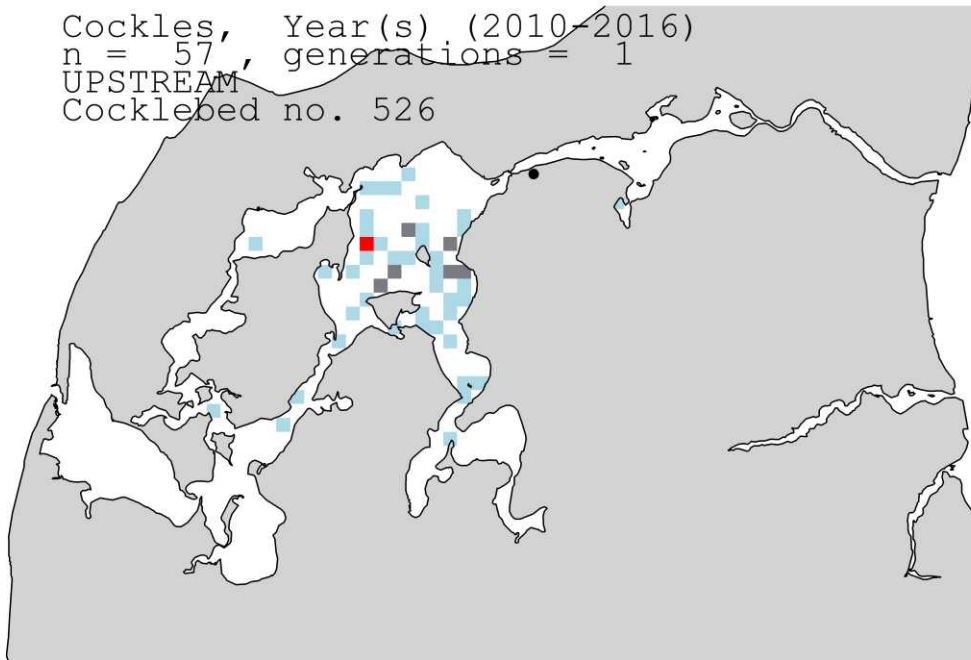 Cockles, Year(s) (2010-2016)
n = 57, generations = 1
UPSTREAM
Cocklebed no. 526